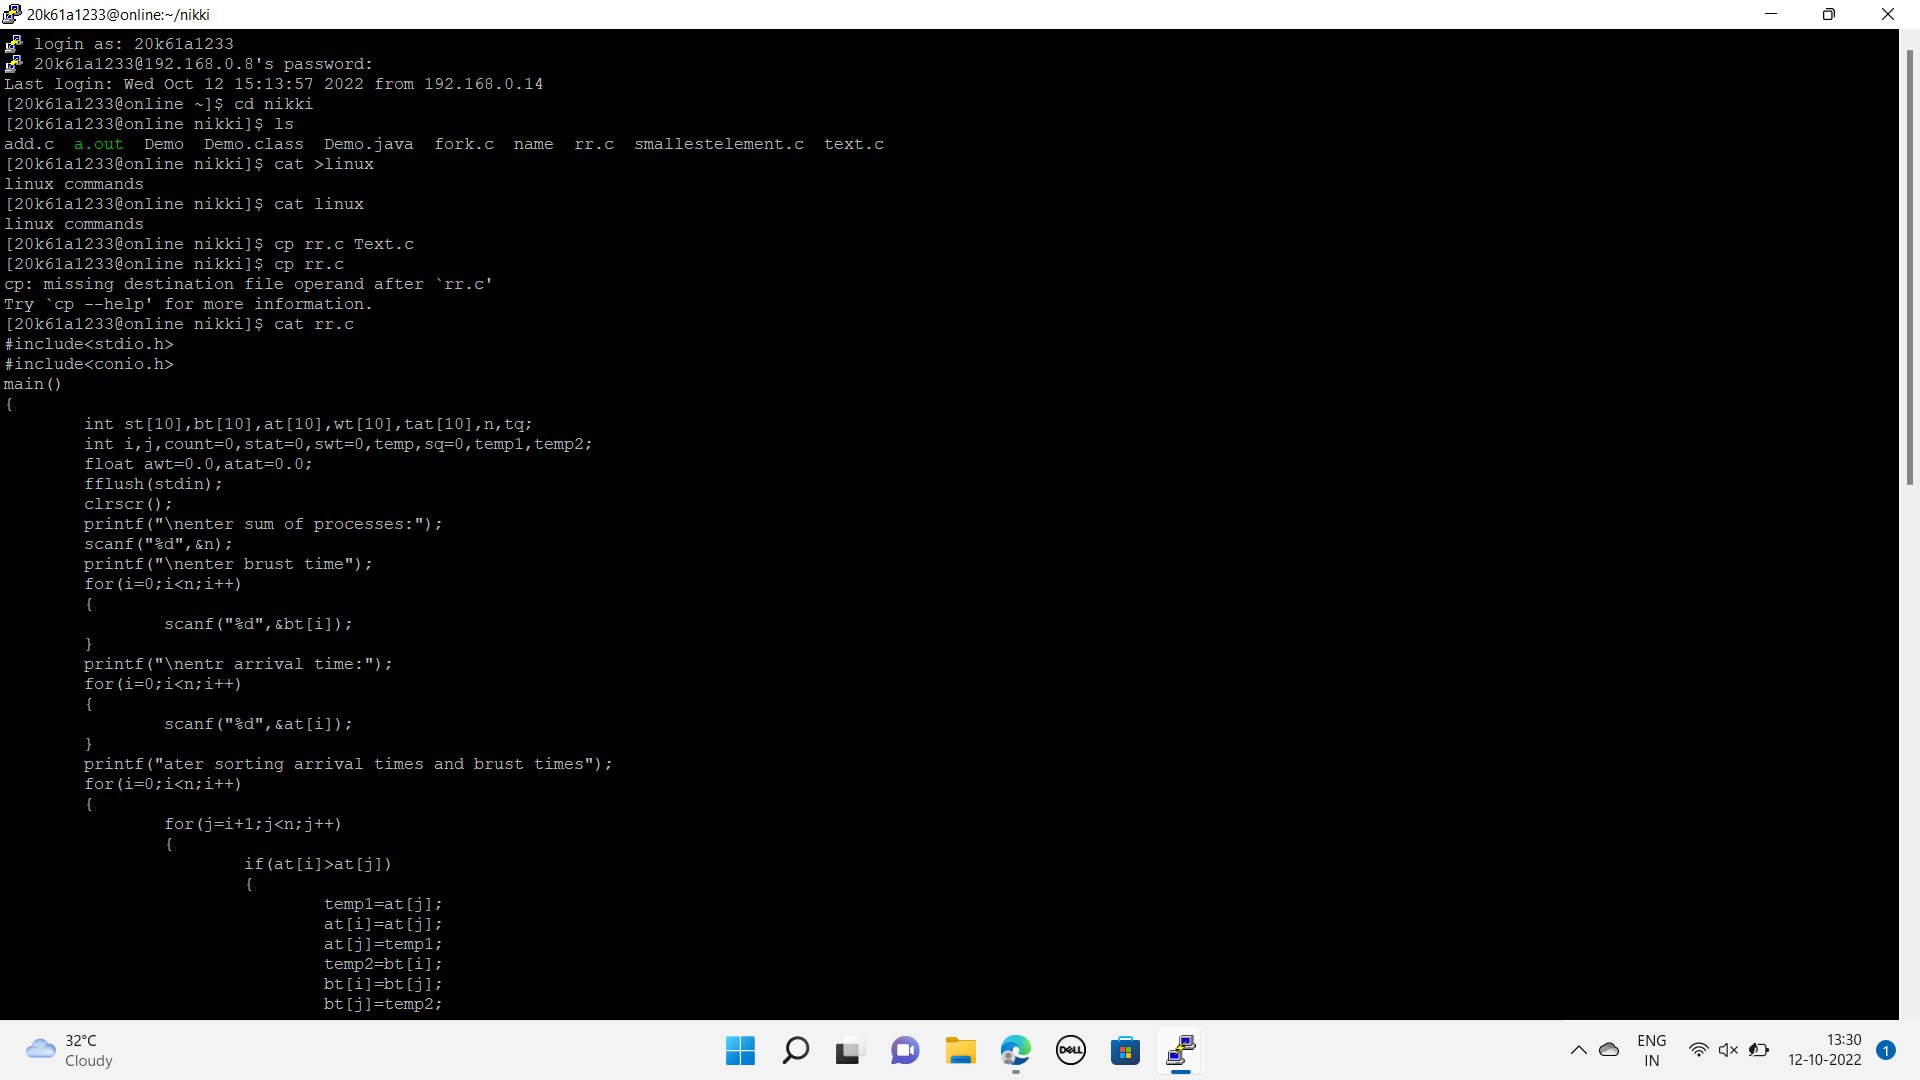 20k61a1233@online:~/nikki
login as: 20k61a1233
20k61a1233@192.168.0.8's password:
Last login: Wed Oct 12 15:13:57 2022 from 192.168.0.14
[20k61a1233@online ~]$ cd nikki
[20k61a1233@online nikki]$ ls
add.c  a.out  Demo  Demo.class  Demo.java  fork.c  name  rr.c  smallestelement.c  text.c
[20k61a1233@online nikki]$ cat >linux
linux commands
[20k61a1233@online nikki]$ cat linux
linux commands
[20k61a1233@online nikki]$ cp rr.c Text.c
[20k61a1233@online nikki]$ cp rr.c
cp: missing destination file operand after `rr.c'
Try `cp --help' for more information.
[20k61a1233@online nikki]$ cat rr.c
#include<stdio.h>
#include<conio.h>
main()
{
        int st[10],bt[10],at[10],wt[10],tat[10],n,tq;
        int i,j,count=0,stat=0,swt=0,temp,sq=0,temp1,temp2;
        float awt=0.0,atat=0.0;
        fflush(stdin);
        clrscr();
        printf("\nenter sum of processes:");
        scanf("%d",&n);
        printf("\nenter brust time");
        for(i=0;i<n;i++)
        {
                scanf("%d",&bt[i]);
        }
        printf("\nentr arrival time:");
        for(i=0;i<n;i++)
        {
                scanf("%d",&at[i]);
        }
        printf("ater sorting arrival times and brust times");
        for(i=0;i<n;i++)
        {
                for(j=i+1;j<n;j++)
                {
                        if(at[i]>at[j])
                        {
                                temp1=at[j];
                                at[i]=at[j];
                                at[j]=temp1;
                                temp2=bt[i];
                                bt[i]=bt[j];
                                bt[j]=temp2;
32°C
Cloudy
DELL
ENG
IN
13:30
12-10-2022
1